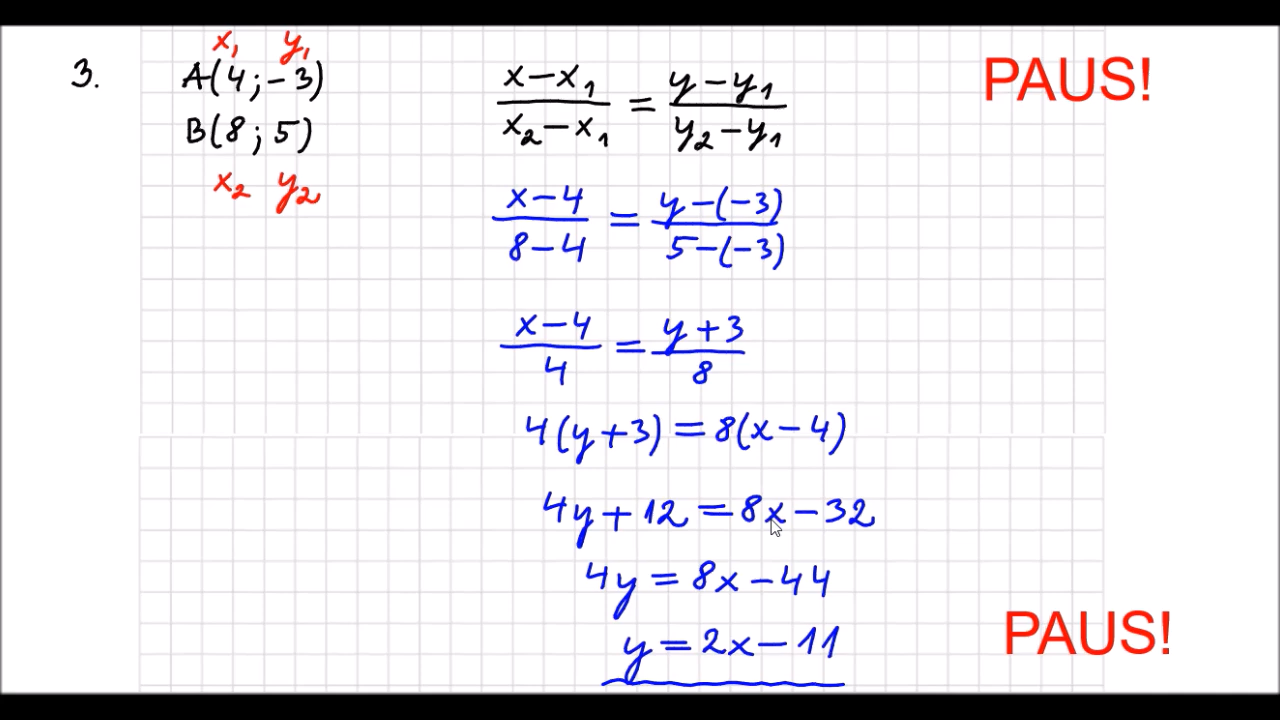 x₁ y₁
3. A(4;-3)
B(8;5)
x₂ y₂
(x-x₁)/(x₂-x₁) = (y-y₁)/(y₂-y₁)
(x-4)/(8-4) = (y-(-3))/(5-(-3))
(x-4)/4 = (y+3)/8
4(y+3)=8(x-4)
4y+12=8x-32
4y=8x-44
y=2x-11
PAUS!
PAUS!